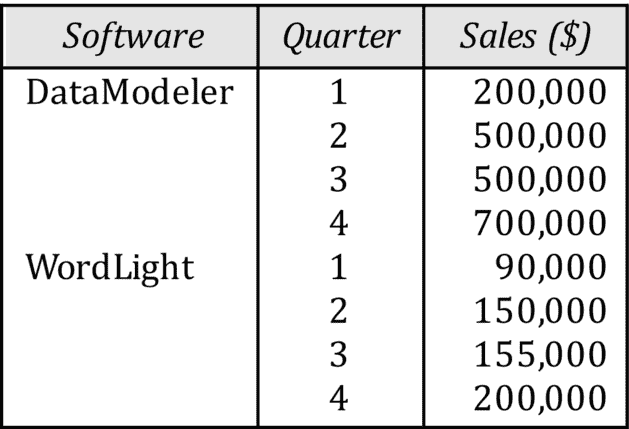 Software Quarter Sales ($)
DataModeler 1 200,000
2 500,000
3 500,000
4 700,000
WordLight 1 90,000
2 150,000
3 155,000
4 200,000